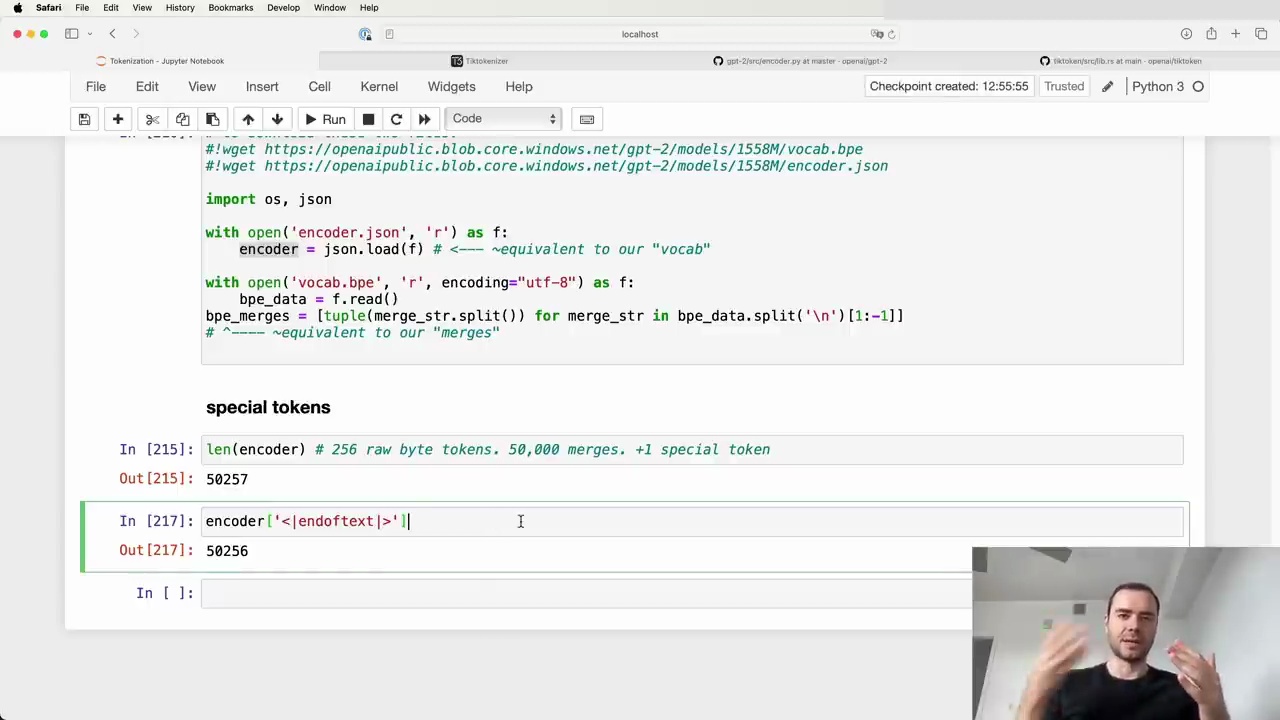 Safari File Edit View History Bookmarks Develop Window Help
localhost
Tokenization - Jupyter Notebook
Tiktokenizer
gpt-2/src/encoder.py at master · openai/gpt-2
tiktoken/src/lib.rs at main · openai/tiktoken
File Edit View Insert Cell Kernel Widgets Help
Checkpoint created: 12:55:55
Trusted
Python 3
Run
Code
#!wget https://openaipublic.blob.core.windows.net/gpt-2/models/1558M/vocab.bpe
#!wget https://openaipublic.blob.core.windows.net/gpt-2/models/1558M/encoder.json
import os, json
with open('encoder.json', 'r') as f:
encoder = json.load(f) # <--- ~equivalent to our "vocab"
with open('vocab.bpe', 'r', encoding="utf-8") as f:
bpe_data = f.read()
bpe_merges = [tuple(merge_str.split()) for merge_str in bpe_data.split('\n')[1:-1]]
# ^---- ~equivalent to our "merges"
special tokens
In [215]: len(encoder) # 256 raw byte tokens. 50,000 merges. +1 special token
Out[215]: 50257
In [217]: encoder['<|endoftext|>']
Out[217]: 50256
In [ ]: